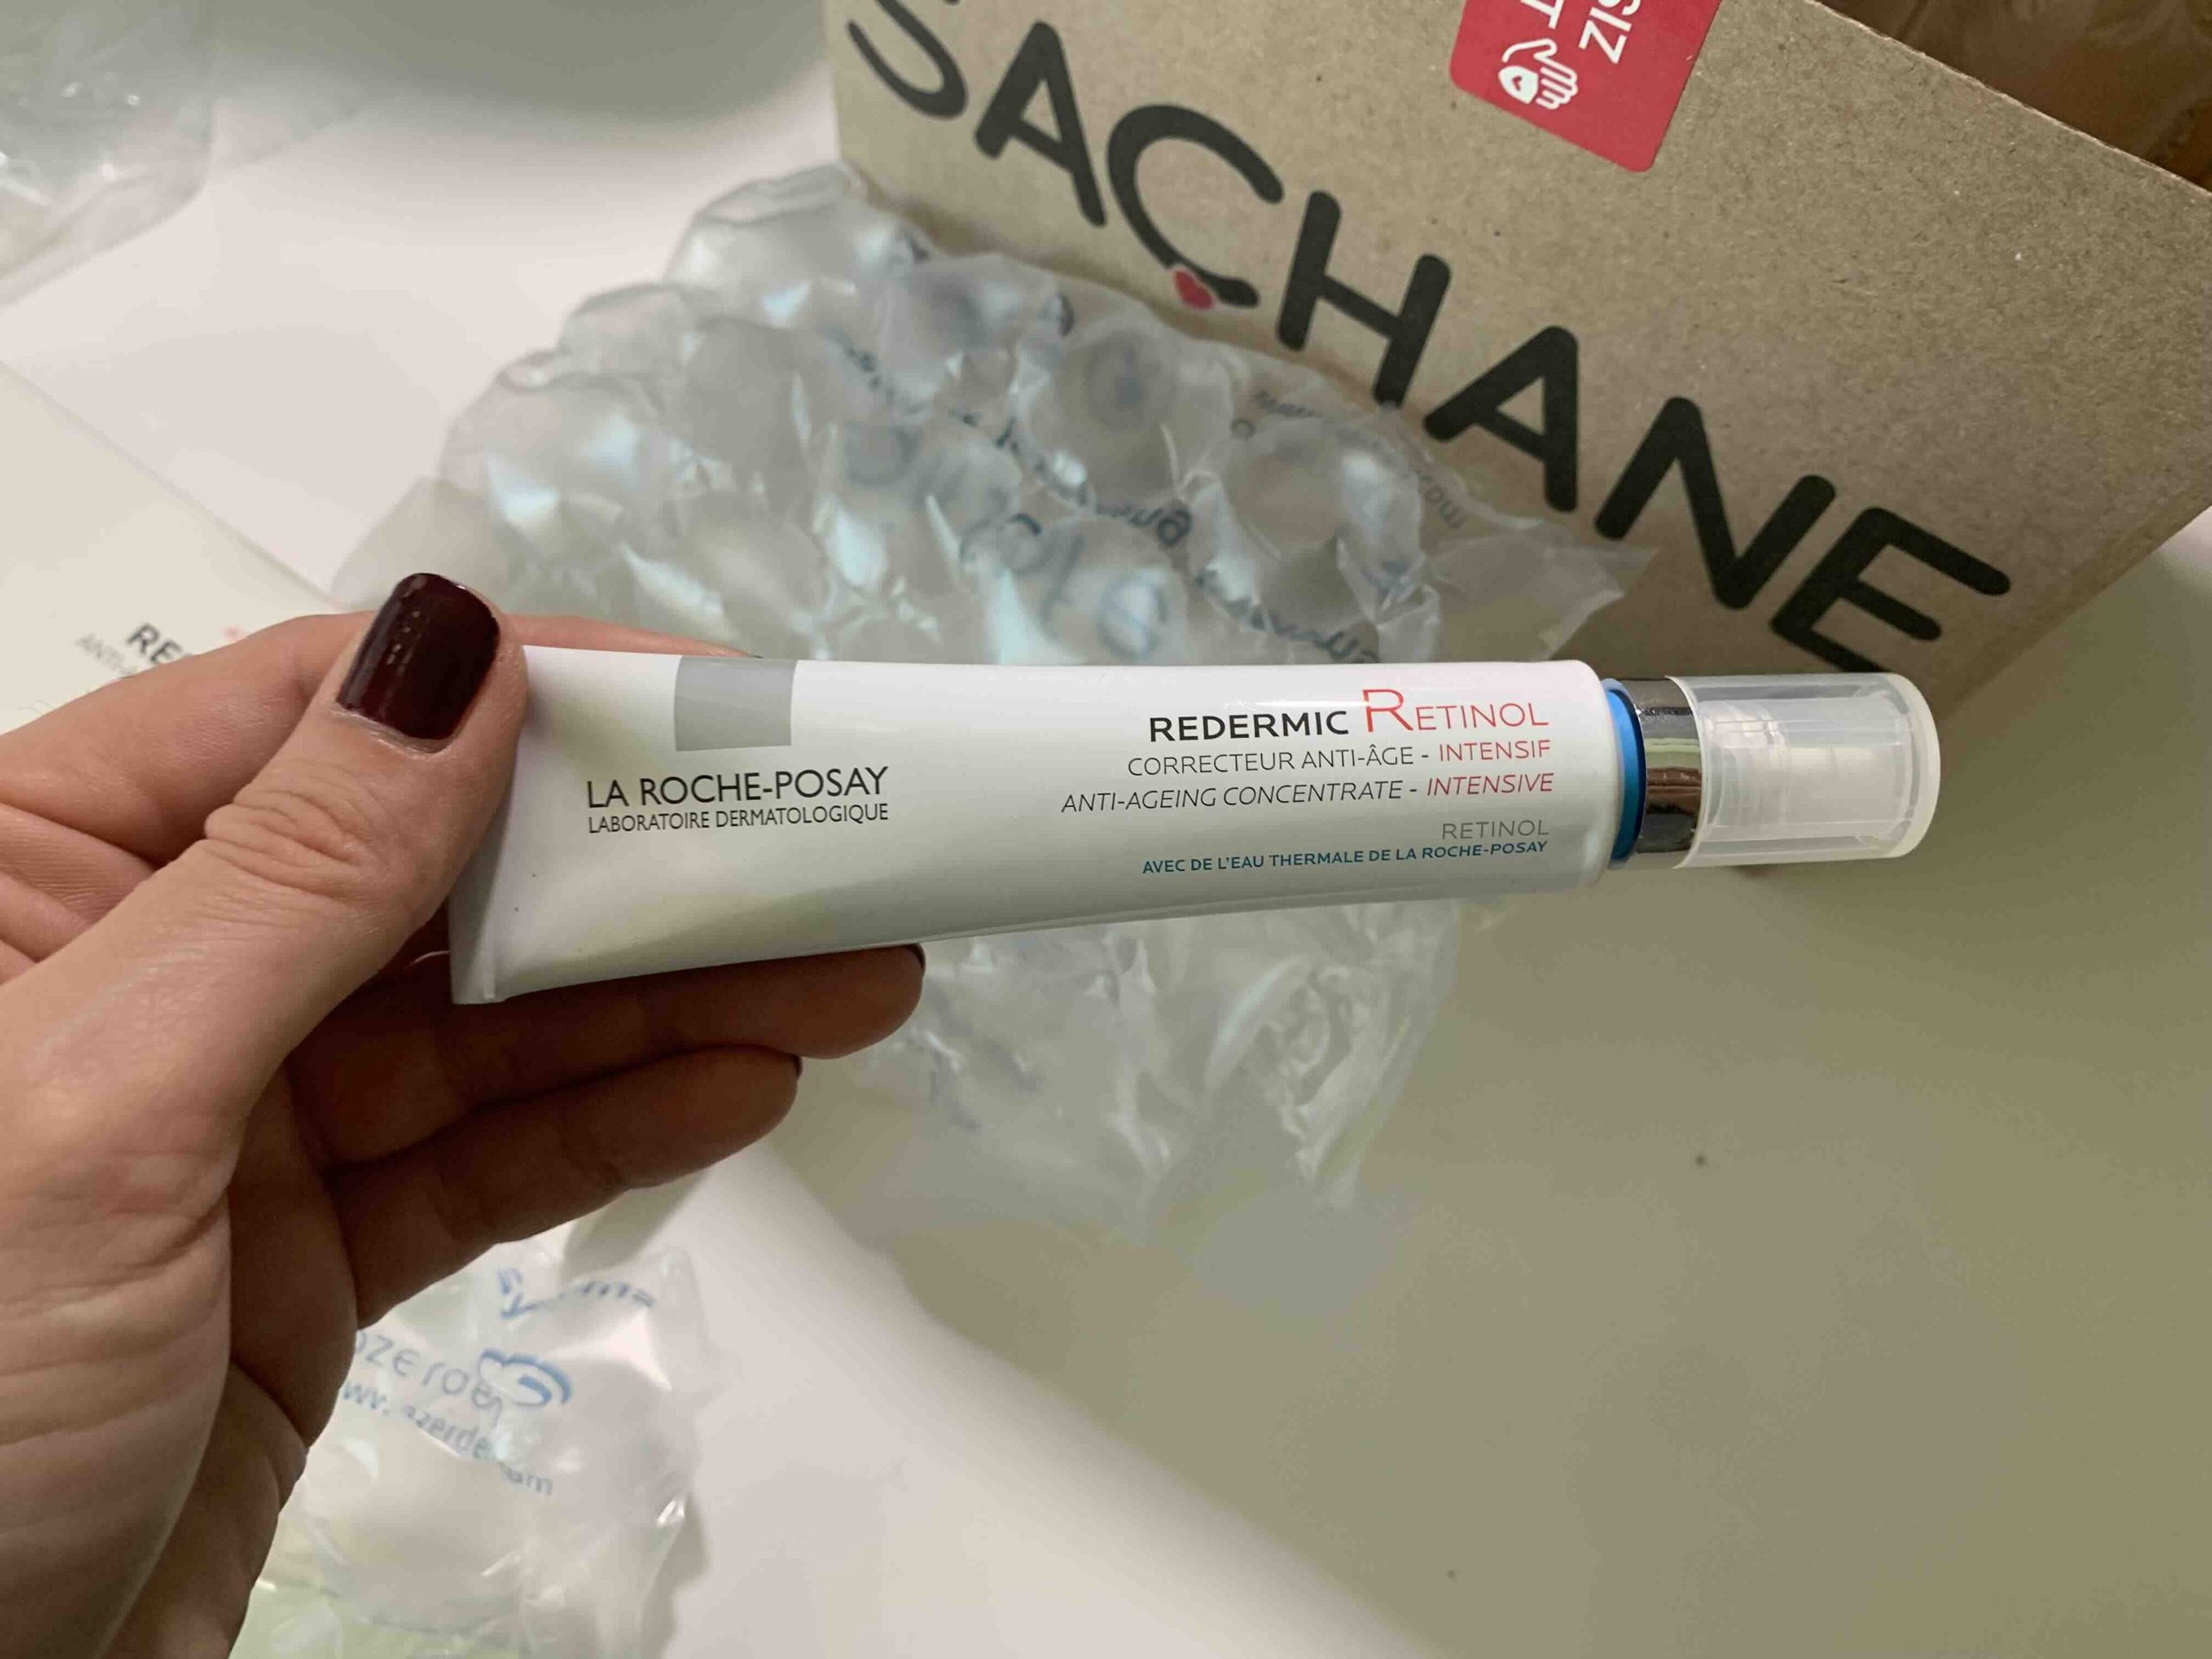 SACHANE
LA ROCHE-POSAY
LABORATOIRE DERMATOLOGIQUE
REDERMIC RETINOL
CORRECTEUR ANTI-ÂGE - INTENSIF
ANTI-AGEING CONCENTRATE - INTENSIVE
RETINOL
AVEC DE L'EAU THERMALE DE LA ROCHE-POSAY